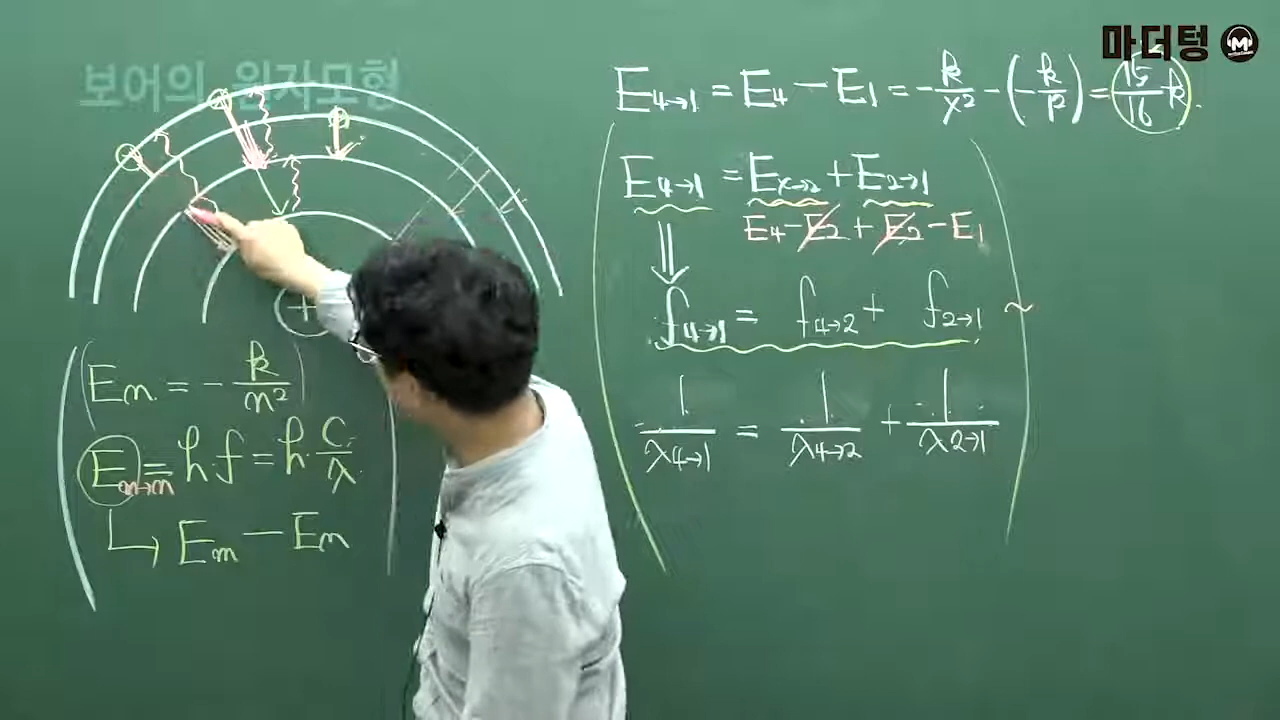 마더텅 M
보어의 원자모형
E4→1 = E4 − E1 = −k/4² − (−k/1²) = 15/16 k.
E4→1 = E4→2 + E2→1
E4 − E2 + E2 − E1
f4→1 = f4→2 + f2→1 ~
1/λ4→1 = 1/λ4→2 + 1/λ2→1
+
En = − k/n²
Em→n = hf = h c/λ
↳ Em − En